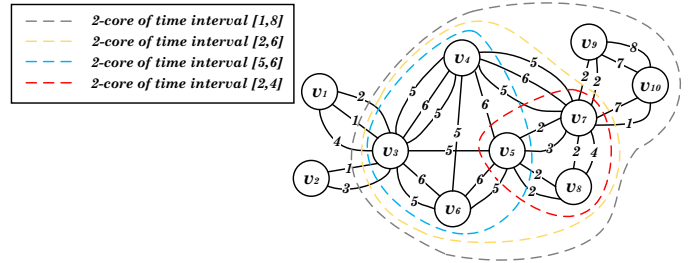 2-core of time interval [1,8]
2-core of time interval [2,6]
2-core of time interval [5,6]
2-core of time interval [2,4]
v9
8
v4
5
7
2 2
6
v10
v1
2
5
6
5
6
5
7
v7
1
1
5
2
4
v3
5
v5
3
2
4
1
v2
3
6
6
2
v8
5
v6
5
2